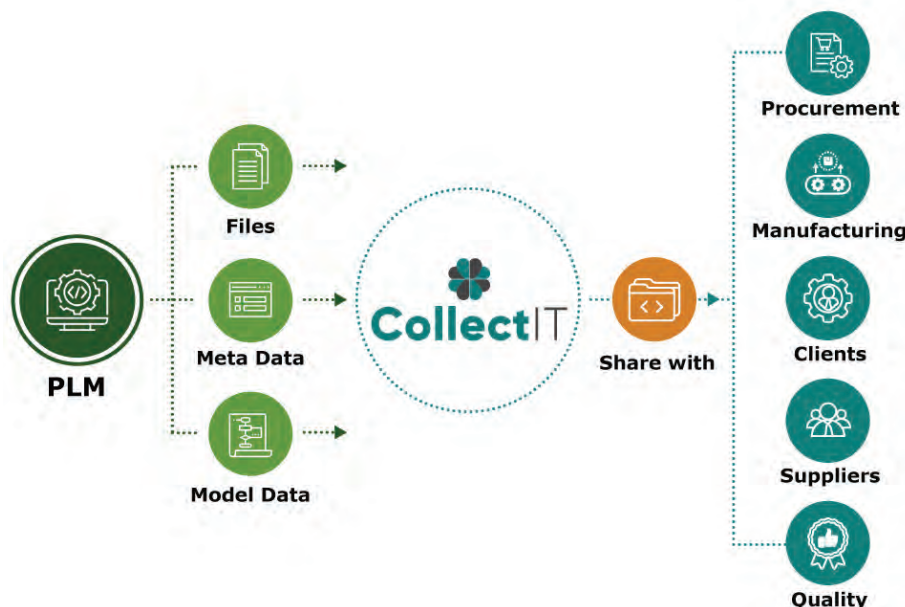 PLM
Files
Meta Data
Model Data
CollectIT
Share with
Procurement
Manufacturing
Clients
Suppliers
Quality